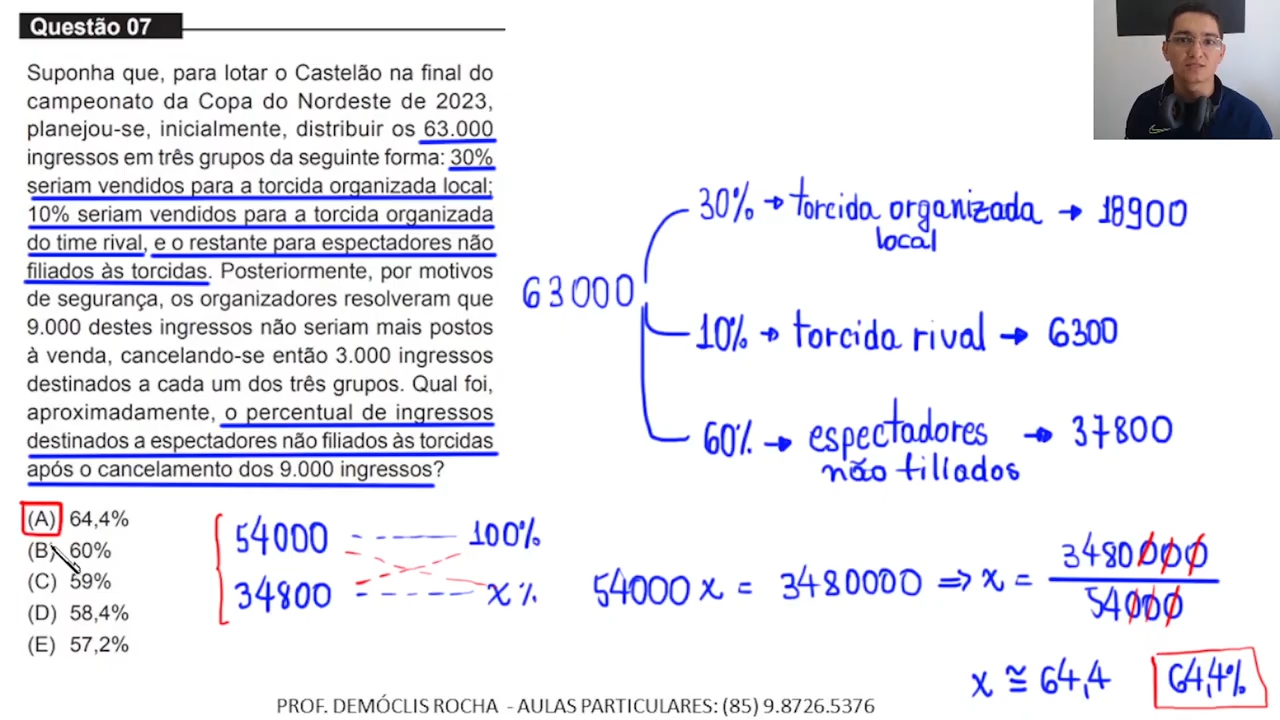 Questão 07
Suponha que, para lotar o Castelão na final do
campeonato da Copa do Nordeste de 2023,
planejou-se, inicialmente, distribuir os 63.000
ingressos em três grupos da seguinte forma: 30%
seriam vendidos para a torcida organizada local;
10% seriam vendidos para a torcida organizada
do time rival, e o restante para espectadores não
filiados às torcidas. Posteriormente, por motivos
de segurança, os organizadores resolveram que
9.000 destes ingressos não seriam mais postos
à venda, cancelando-se então 3.000 ingressos
destinados a cada um dos três grupos. Qual foi,
aproximadamente, o percentual de ingressos
destinados a espectadores não filiados às torcidas
após o cancelamento dos 9.000 ingressos?
(A) 64,4%
(B) 60%
(C) 59%
(D) 58,4%
(E) 57,2%
63000
30% → torcida organizada → 18900
local
10% → torcida rival → 6300
60% → espectadores → 37800
não filiados
54000 100%
34800 x%
54000 x = 3480000 ⇒ x = 3480000
54000
x ≅ 64,4 64,4%
PROF. DEMÓCLIS ROCHA - AULAS PARTICULARES: (85) 9.8726.5376